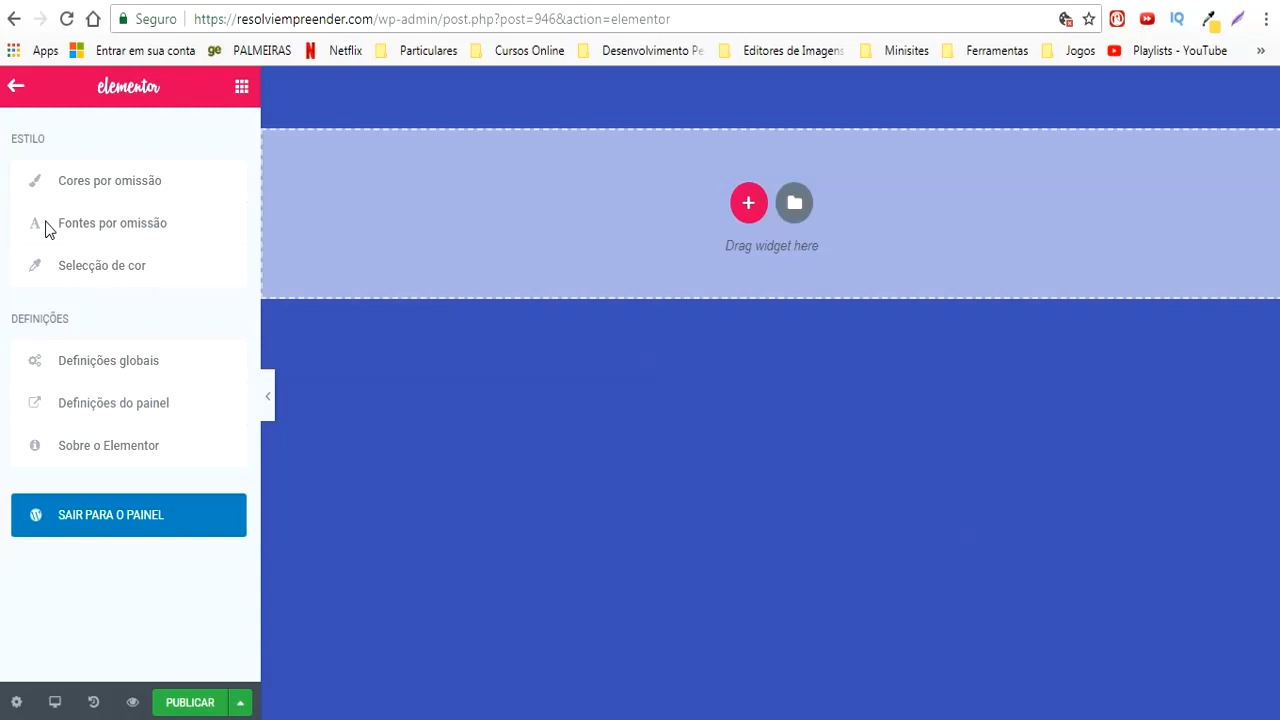 Seguro
https://resolviempreender.com/wp-admin/post.php?post=946&action=elementor
Apps
Entrar em sua conta
ge
PALMEIRAS
Netflix
Particulares
Cursos Online
Desenvolvimento Pe
Editores de Imagens
Minisites
Ferramentas
Jogos
Playlists - YouTube
»
elementor
ESTILO
Cores por omissão
A
Fontes por omissão
Selecção de cor
DEFINIÇÕES
Definições globais
Definições do painel
Sobre o Elementor
SAIR PARA O PAINEL
PUBLICAR
Drag widget here
IQ